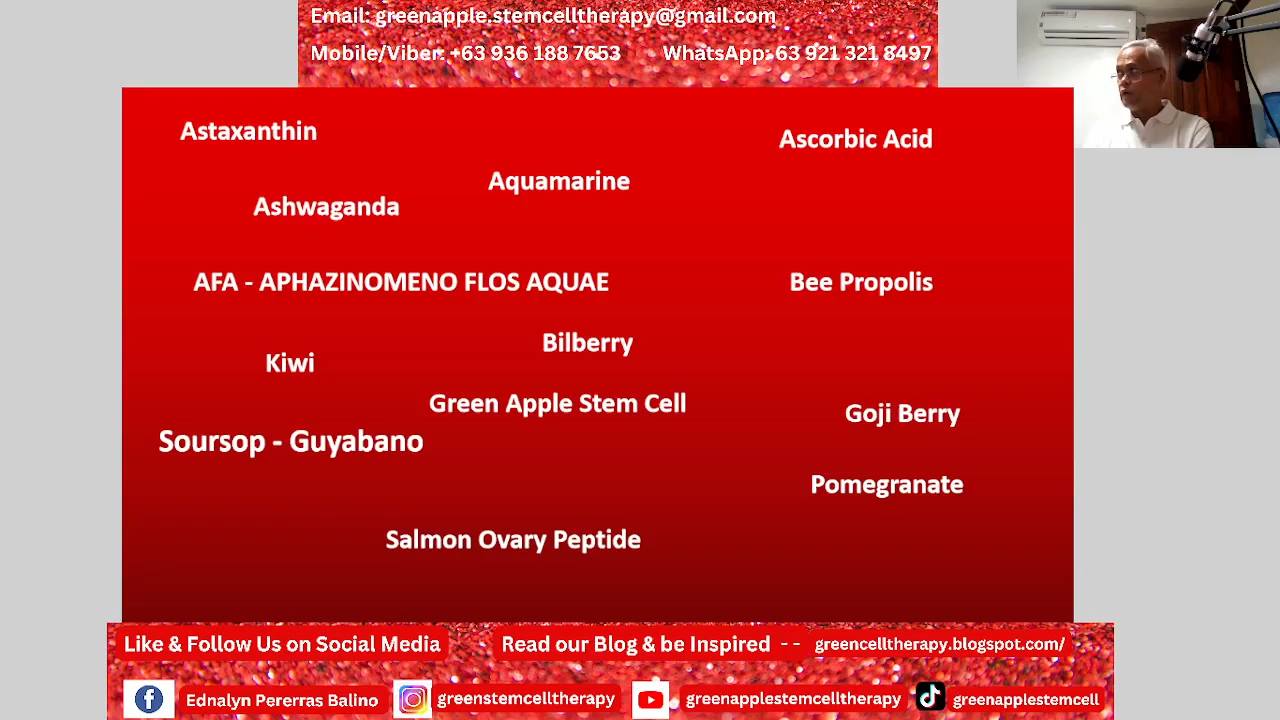 Email: greenapple.stemcelltherapy@gmail.com
Mobile/Viber: +63 936 188 7653 WhatsApp: 63 921 321 8497
Astaxanthin
Ascorbic Acid
Aquamarine
Ashwaganda
AFA - APHAZINOMENO FLOS AQUAE
Bee Propolis
Bilberry
Kiwi
Green Apple Stem Cell
Goji Berry
Soursop - Guyabano
Pomegranate
Salmon Ovary Peptide
Like & Follow Us on Social Media
Read our Blog & be Inspired - - greencelltherapy.blogspot.com/
Ednalyn Pererras Balino
greenstemcelltherapy
greenapplestemcelltherapy
greenapplestemcell